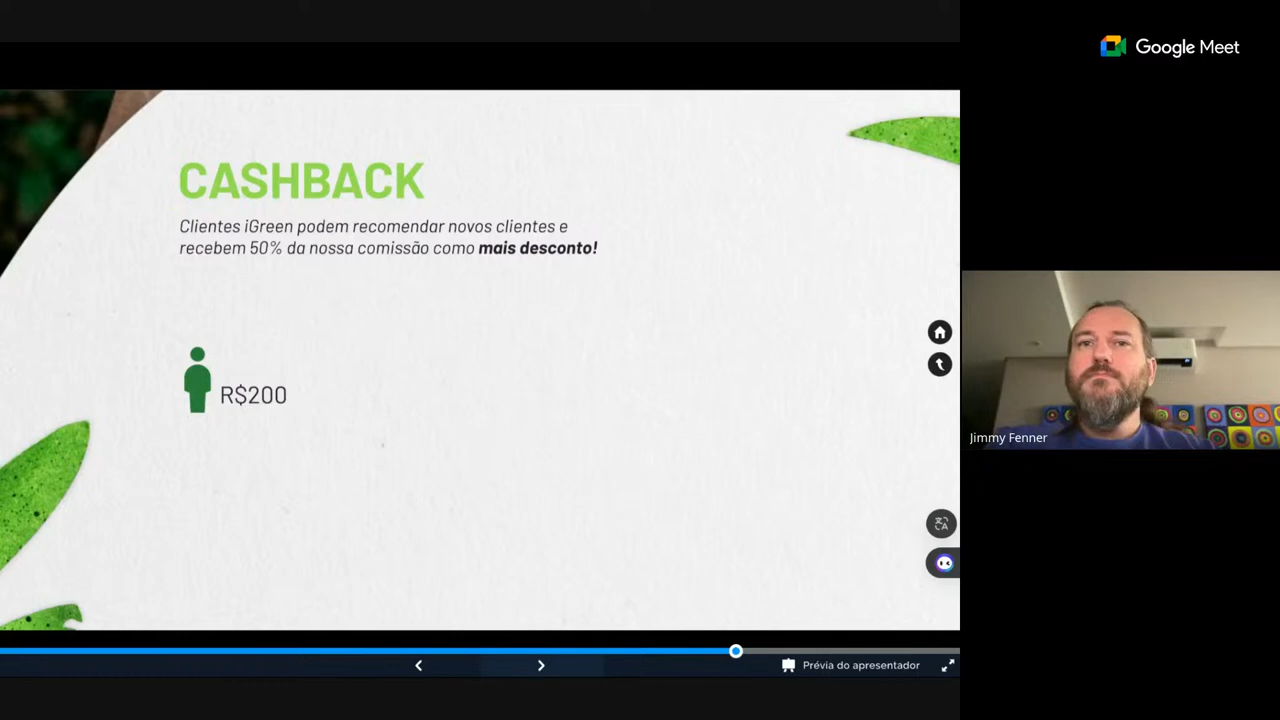 Google Meet
CASHBACK
Clientes iGreen podem recomendar novos clientes e
recebem 50% da nossa comissão como mais desconto!
R$200
Jimmy Fenner
Prévia do apresentador